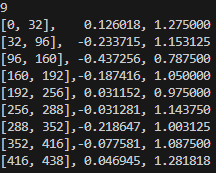 9
[0, 32],    0.126018, 1.275000
[32, 96],  -0.233715, 1.153125
[96, 160], -0.437256, 0.787500
[160, 192], -0.187416, 1.050000
[192, 256], 0.031152, 0.975000
[256, 288], -0.031281, 1.143750
[288, 352], -0.218647, 1.003125
[352, 416], -0.077581, 1.087500
[416, 438], 0.046945, 1.281818